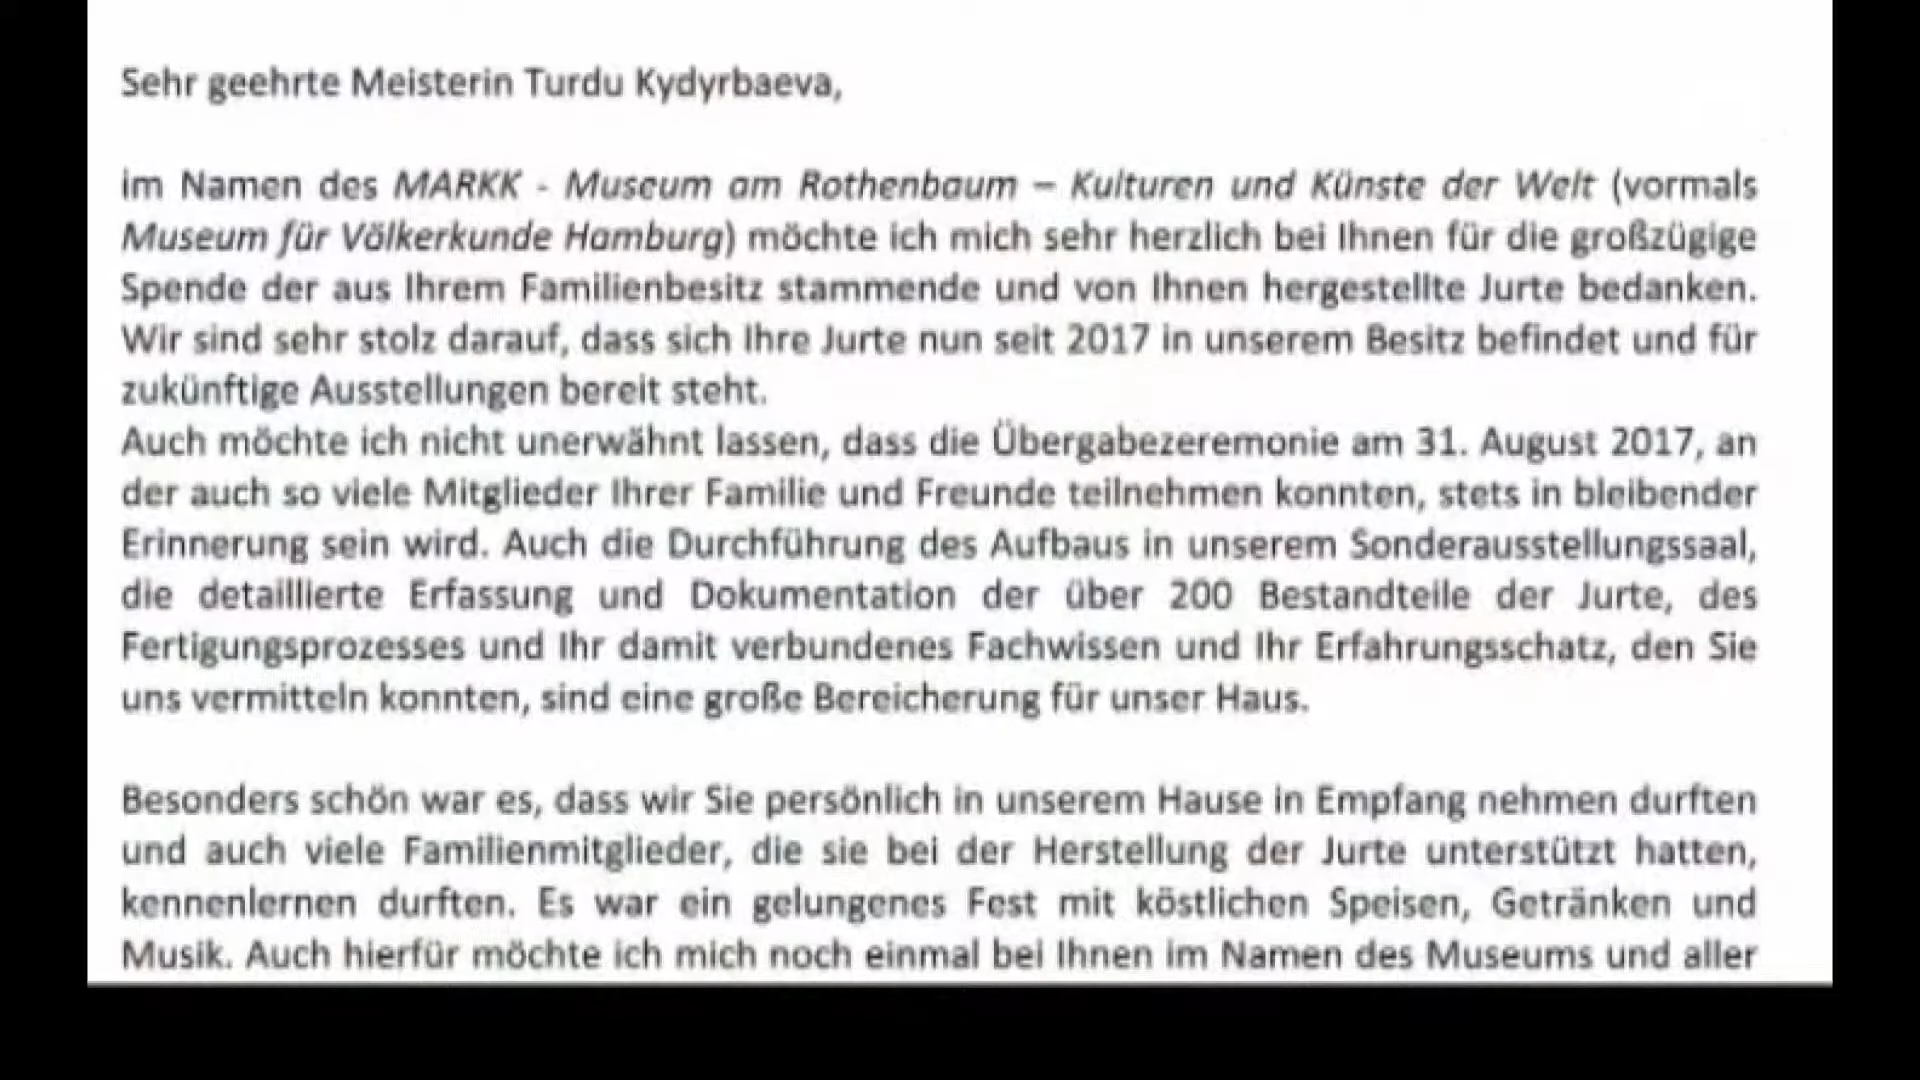 Sehr geehrte Meisterin Turdu Kydyrbaeva,
im Namen des MARKK - Museum am Rothenbaum – Kulturen und Künste der Welt (vormals
Museum für Völkerkunde Hamburg) möchte ich mich sehr herzlich bei Ihnen für die großzügige
Spende der aus Ihrem Familienbesitz stammende und von Ihnen hergestellte Jurte bedanken.
Wir sind sehr stolz darauf, dass sich Ihre Jurte nun seit 2017 in unserem Besitz befindet und für
zukünftige Ausstellungen bereit steht.
Auch möchte ich nicht unerwähnt lassen, dass die Übergabezeremonie am 31. August 2017, an
der auch so viele Mitglieder Ihrer Familie und Freunde teilnehmen konnten, stets in bleibender
Erinnerung sein wird. Auch die Durchführung des Aufbaus in unserem Sonderausstellungssaal,
die detaillierte Erfassung und Dokumentation der über 200 Bestandteile der Jurte, des
Fertigungsprozesses und Ihr damit verbundenes Fachwissen und Ihr Erfahrungsschatz, den Sie
uns vermitteln konnten, sind eine große Bereicherung für unser Haus.
Besonders schön war es, dass wir Sie persönlich in unserem Hause in Empfang nehmen durften
und auch viele Familienmitglieder, die sie bei der Herstellung der Jurte unterstützt hatten,
kennenlernen durften. Es war ein gelungenes Fest mit köstlichen Speisen, Getränken und
Musik. Auch hierfür möchte ich mich noch einmal bei Ihnen im Namen des Museums und aller